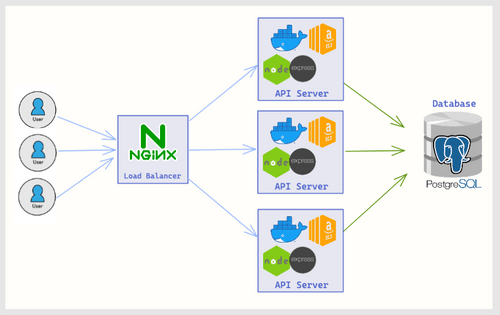 User
User
User
NGINX
Load Balancer
node
express
API Server
node
express
API Server
node
express
API Server
Database
PostgreSQL